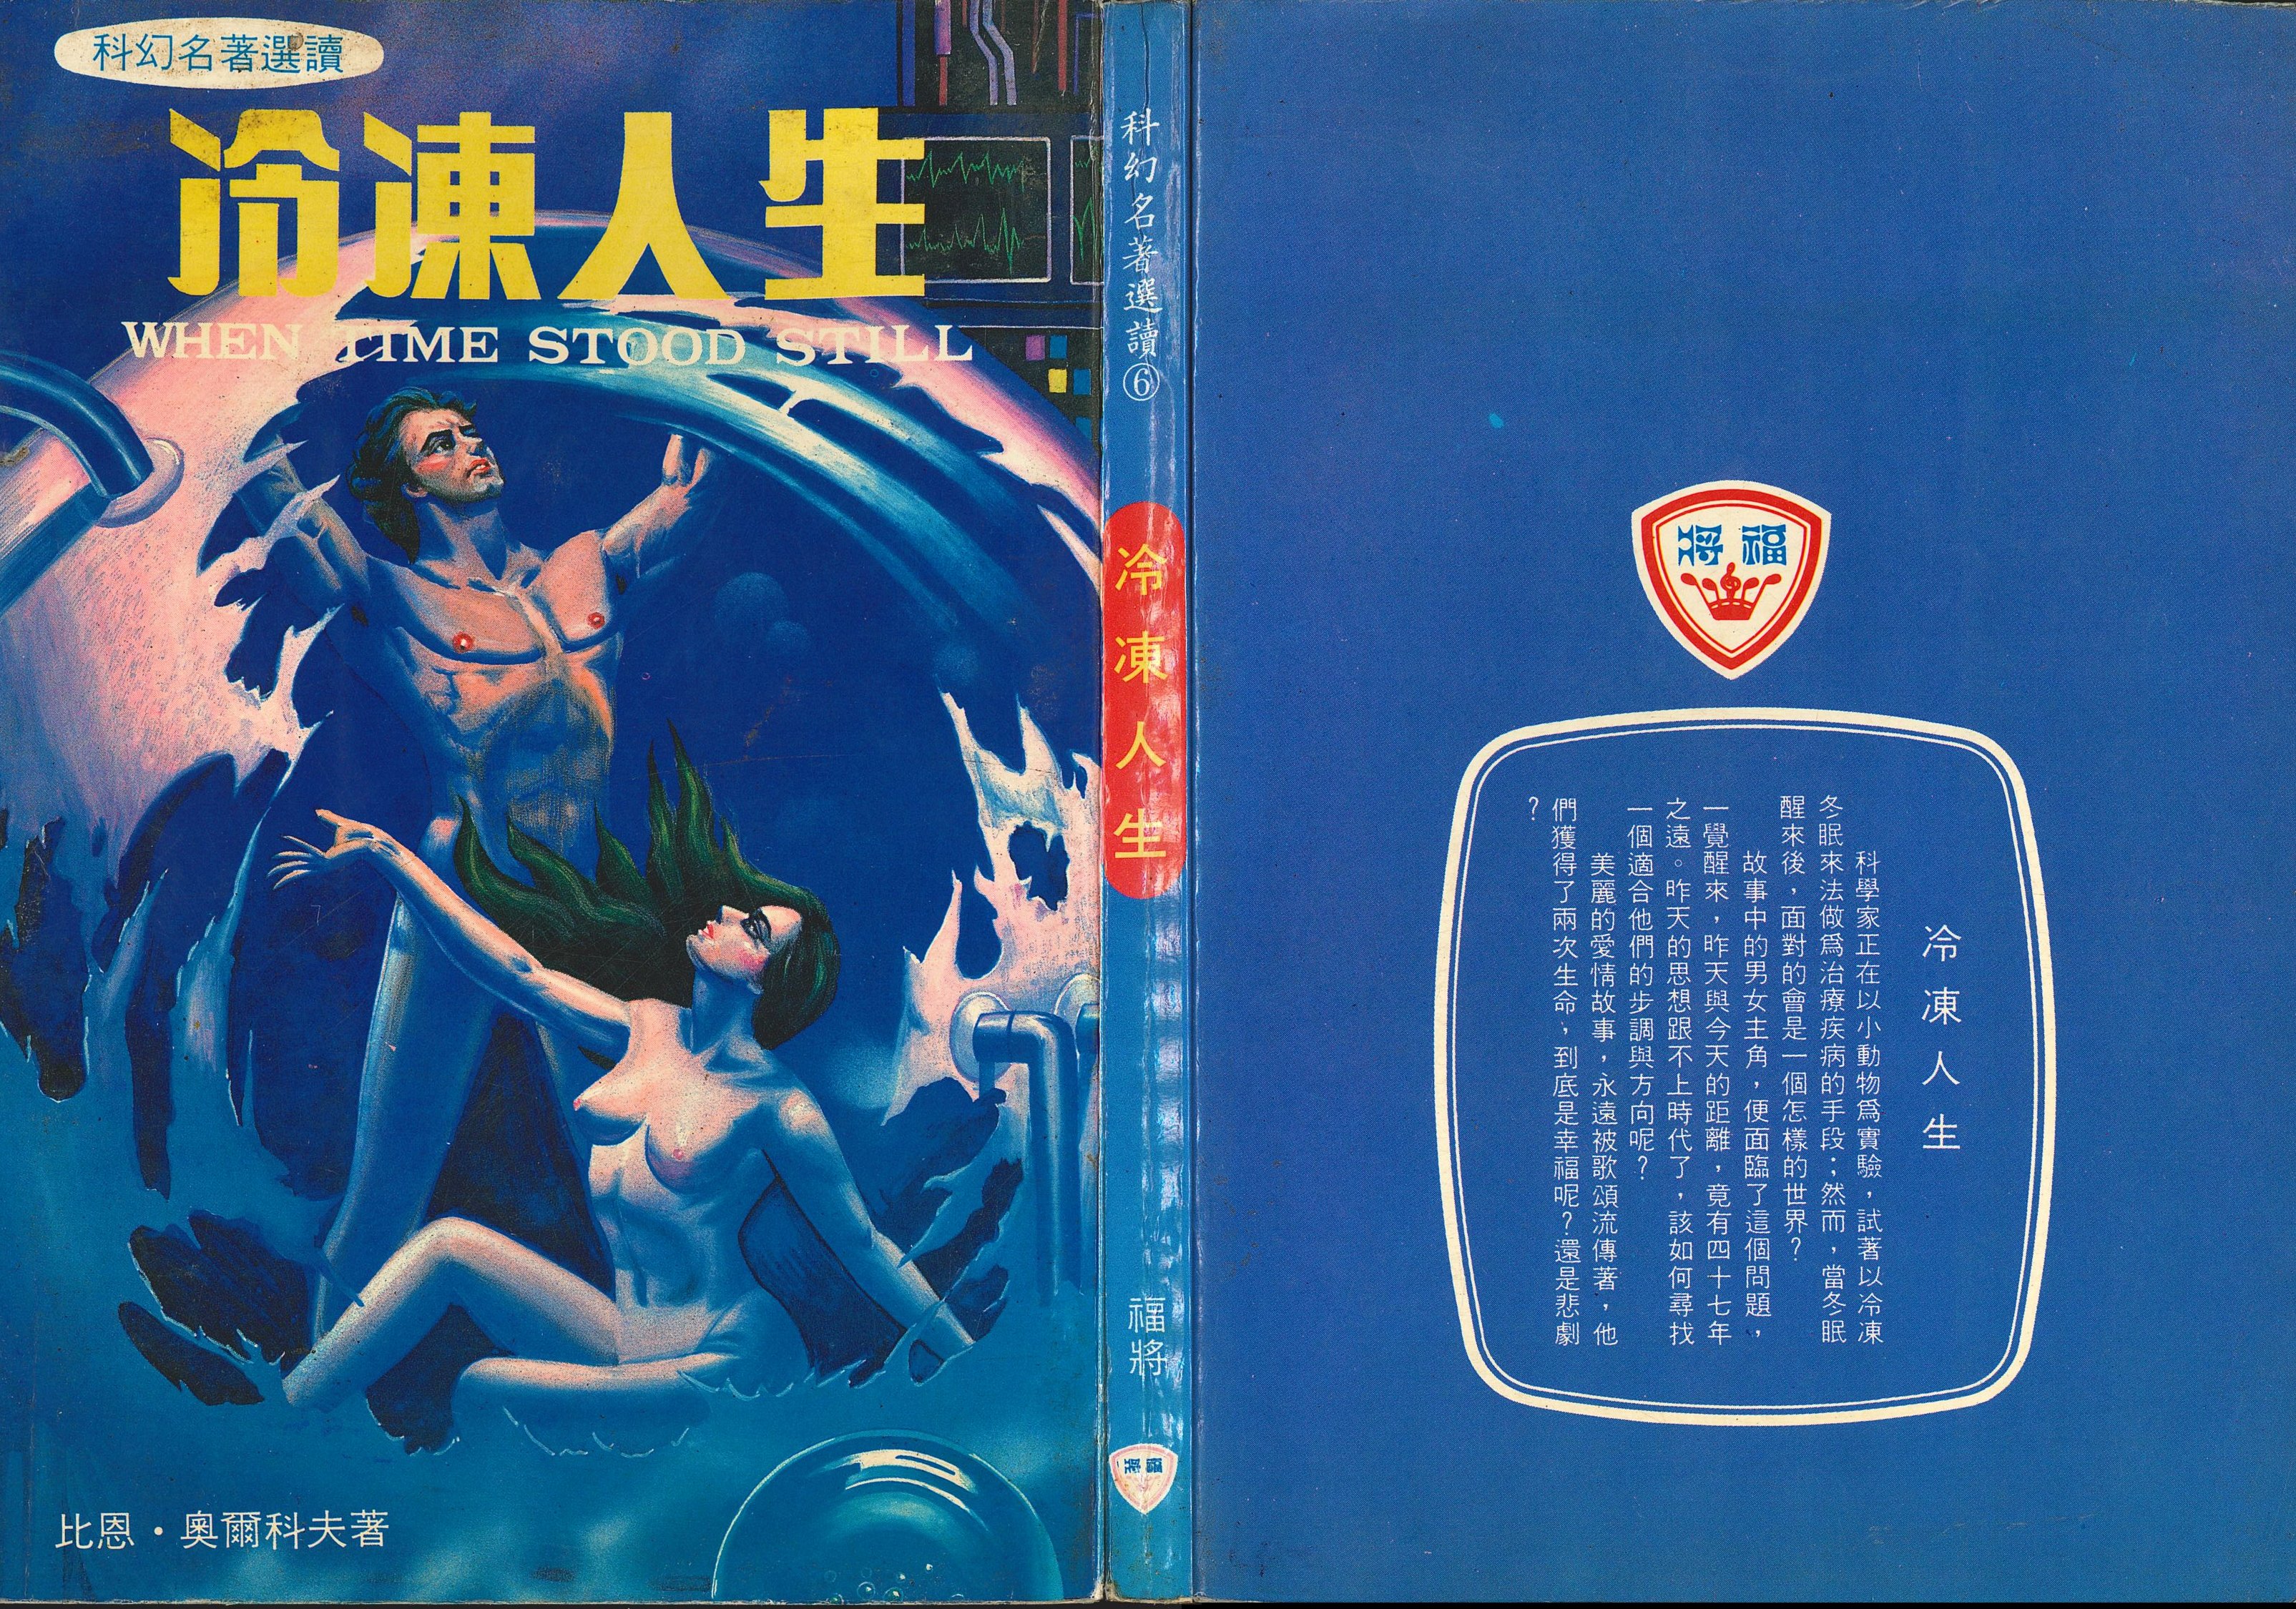 科幻名著選讀
冷凍人生
WHEN TIME STOOD STILL
比恩・奧爾科夫著
科幻名著選讀⑥
冷凍人生
福將
福將
福將
冷凍人生
科學家正在以小動物爲實驗，試著以冷凍
冬眠來法做爲治療疾病的手段；然而，當冬眠
醒來後，面對的會是一個怎樣的世界？
故事中的男女主角，便面臨了這個問題，
一覺醒來，昨天與今天的距離，竟有四十七年
之遠。昨天的思想跟不上時代了，該如何尋找
一個適合他們的步調與方向呢？
美麗的愛情故事，永遠被歌頌流傳著，他
們獲得了兩次生命，到底是幸福呢？還是悲劇
？